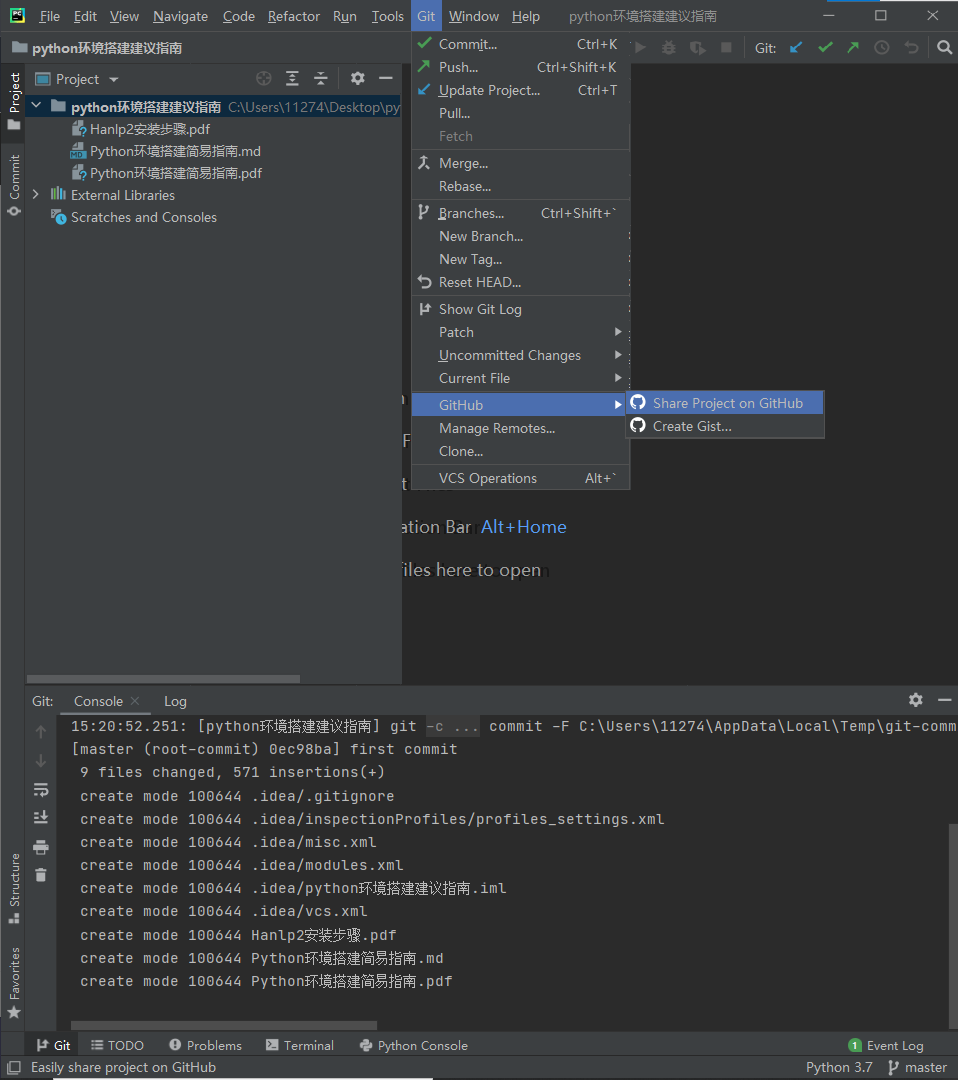 PC File Edit View Navigate Code Refactor Run Tools Git Window Help python环境搭建建议指南
python环境搭建建议指南
Git:
Project
Project
python环境搭建建议指南 C:\Users\11274\Desktop\py
Hanlp2安装步骤.pdf
MD Python环境搭建简易指南.md
Python环境搭建简易指南.pdf
External Libraries
Scratches and Consoles
Commit
Commit... Ctrl+K
Push... Ctrl+Shift+K
Update Project... Ctrl+T
Pull...
Fetch
Merge...
Rebase...
Branches... Ctrl+Shift+`
New Branch...
New Tag...
Reset HEAD...
Show Git Log
Patch
Uncommitted Changes
Current File
GitHub
Manage Remotes...
Clone...
VCS Operations Alt+`
Share Project on GitHub
Create Gist...
ation Bar Alt+Home
files here to open
Git: Console Log
15:20:52.251: [python环境搭建建议指南] git -c ... commit -F C:\Users\11274\AppData\Local\Temp\git-comm
[master (root-commit) 0ec98ba] first commit
9 files changed, 571 insertions(+)
create mode 100644 .idea/.gitignore
create mode 100644 .idea/inspectionProfiles/profiles_settings.xml
create mode 100644 .idea/misc.xml
create mode 100644 .idea/modules.xml
create mode 100644 .idea/python环境搭建建议指南.iml
create mode 100644 .idea/vcs.xml
create mode 100644 Hanlp2安装步骤.pdf
create mode 100644 Python环境搭建简易指南.md
create mode 100644 Python环境搭建简易指南.pdf
Structure
Favorites
Git TODO Problems Terminal Python Console 1 Event Log
Easily share project on GitHub Python 3.7 master